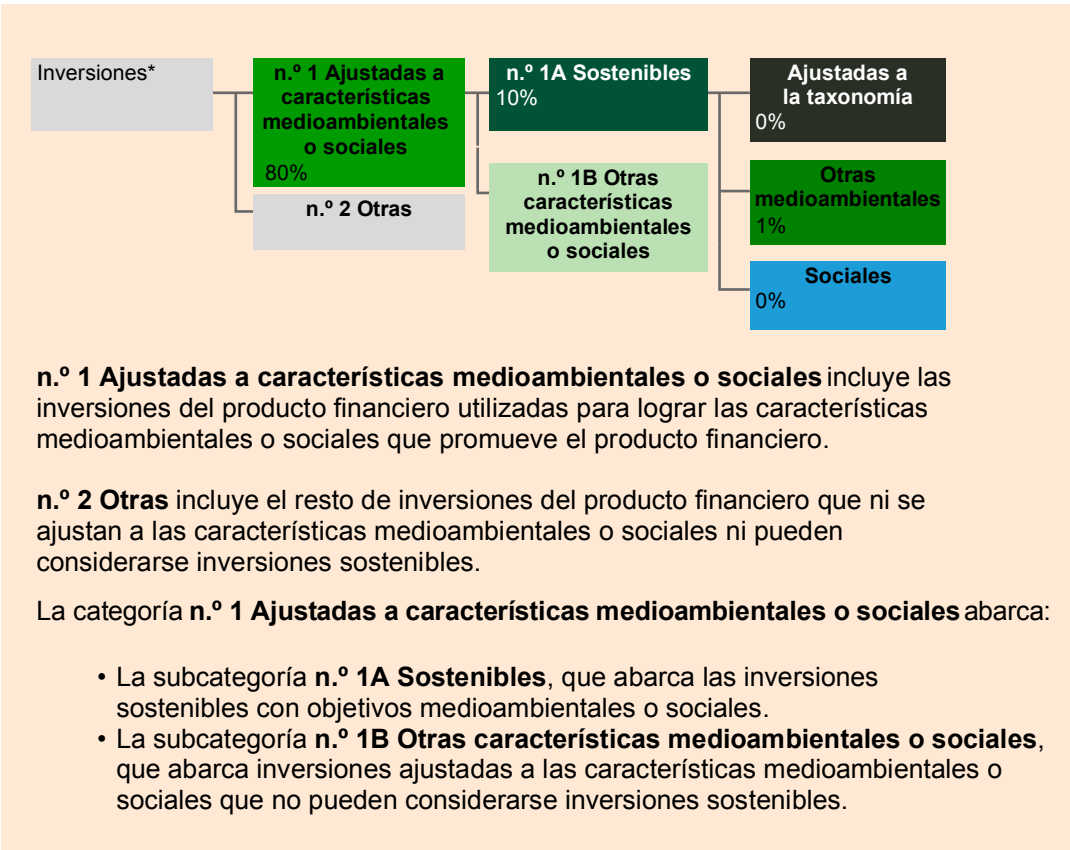 Inversiones*
n.º 1 Ajustadas a
características
medioambientales
o sociales
80%
n.º 2 Otras
n.º 1A Sostenibles
10%
n.º 1B Otras
características
medioambientales
o sociales
Ajustadas a
la taxonomía
0%
Otras
medioambientales
1%
Sociales
0%
n.º 1 Ajustadas a características medioambientales o sociales incluye las
inversiones del producto financiero utilizadas para lograr las características
medioambientales o sociales que promueve el producto financiero.
n.º 2 Otras incluye el resto de inversiones del producto financiero que ni se
ajustan a las características medioambientales o sociales ni pueden
considerarse inversiones sostenibles.
La categoría n.º 1 Ajustadas a características medioambientales o sociales abarca:
• La subcategoría n.º 1A Sostenibles, que abarca las inversiones
sostenibles con objetivos medioambientales o sociales.
• La subcategoría n.º 1B Otras características medioambientales o sociales,
que abarca inversiones ajustadas a las características medioambientales o
sociales que no pueden considerarse inversiones sostenibles.